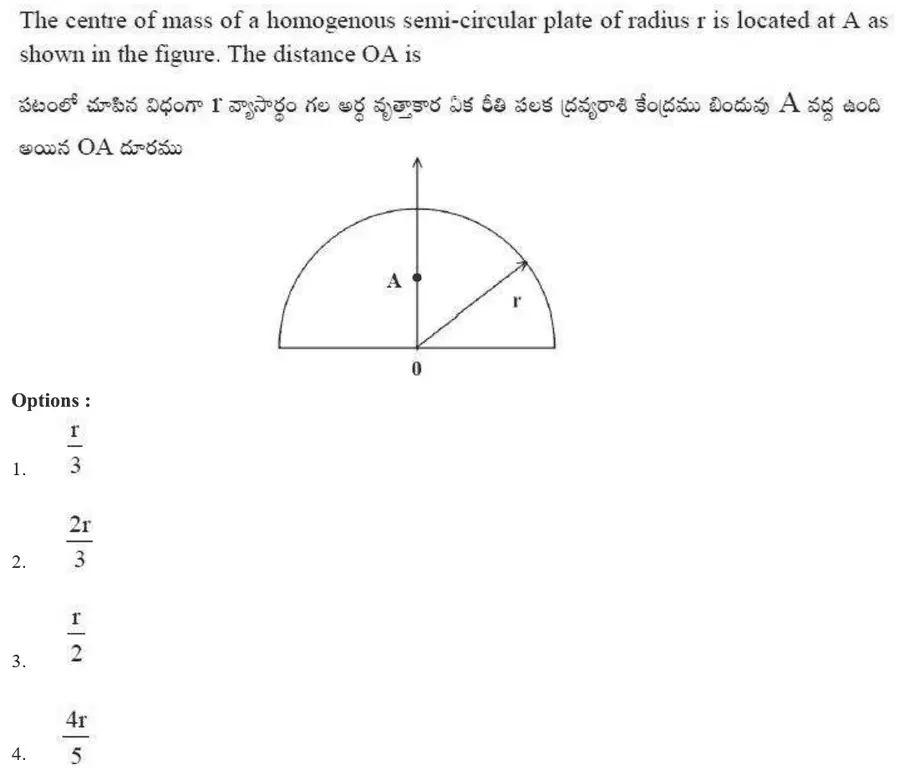 The centre of mass of a homogenous semi-circular plate of radius r is located at A as
shown in the figure. The distance OA is
పటంలో చూపిన విధంగా r వ్యాసార్ధం గల అర్ధ వృత్తాకార ఏక రీతి పలక ద్రవ్యరాశి కేంద్రము బిందువు A వద్ద ఉంది
అయిన OA దూరము
A
r
0
Options :
1. r/3
2. 2r/3
3. r/2
4. 4r/5